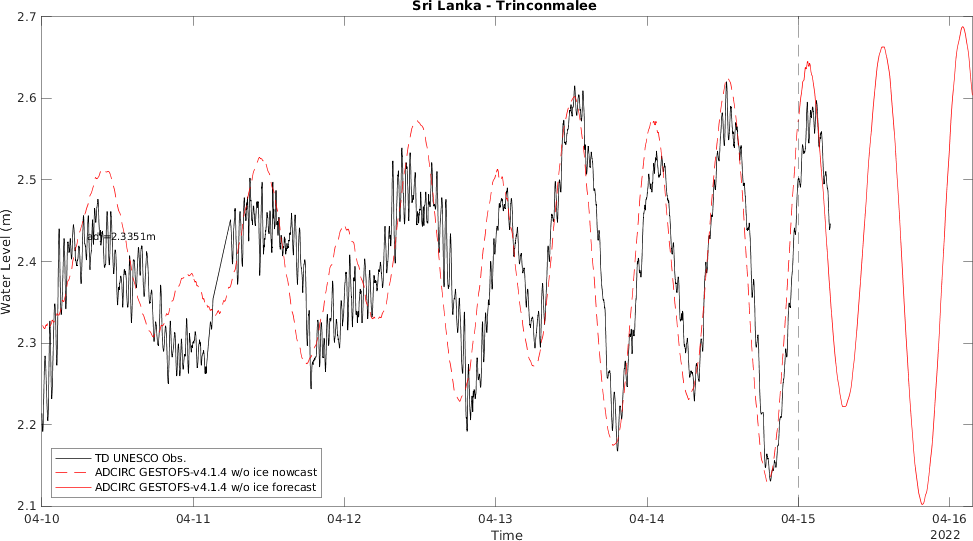 Sri Lanka - Trinconmalee
Water Level (m)
2.7
2.6
2.5
2.4
2.3
2.2
2.1
adj=2.3351m
TD UNESCO Obs.
ADCIRC GESTOFS-v4.1.4 w/o ice nowcast
ADCIRC GESTOFS-v4.1.4 w/o ice forecast
04-10 04-11 04-12 04-13 04-14 04-15 04-16
Time
2022